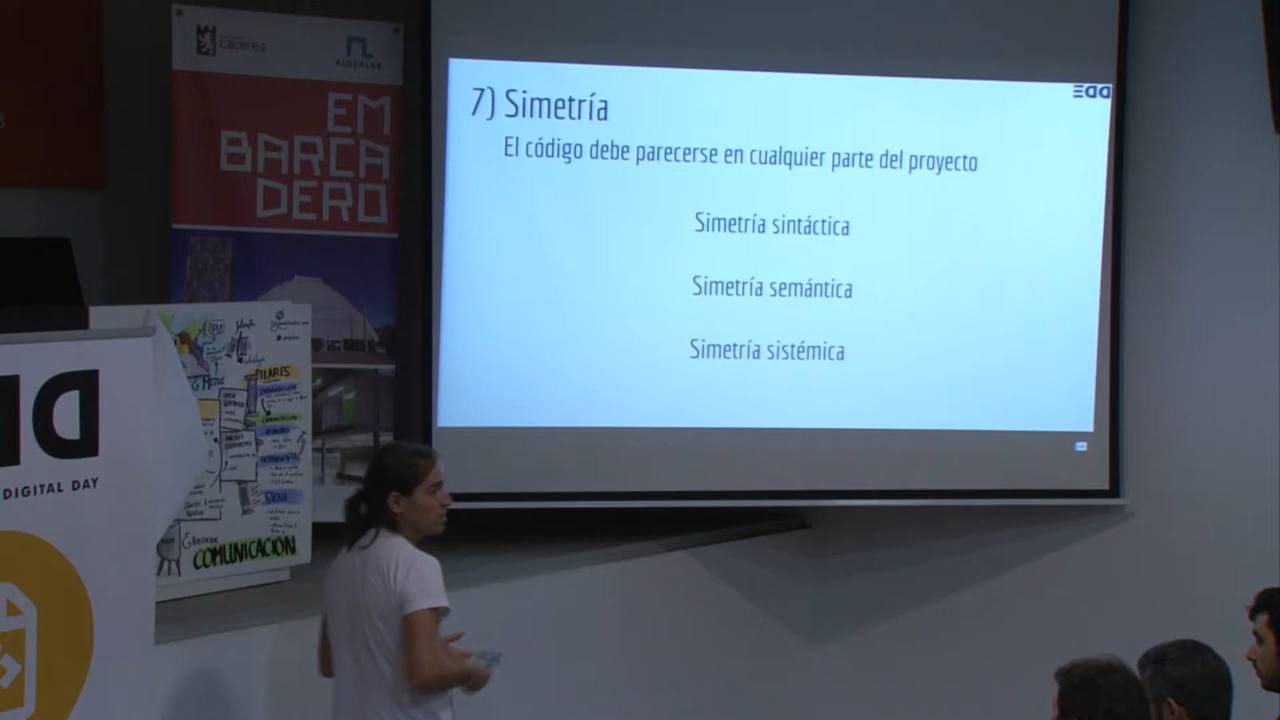 cáceres
ALDEALAB
EM
BARCA
DERO
7) Simetría
El código debe parecerse en cualquier parte del proyecto
Simetría sintáctica
Simetría semántica
Simetría sistémica
DIGITAL DAY
PILARES
COMUNICACIÓN